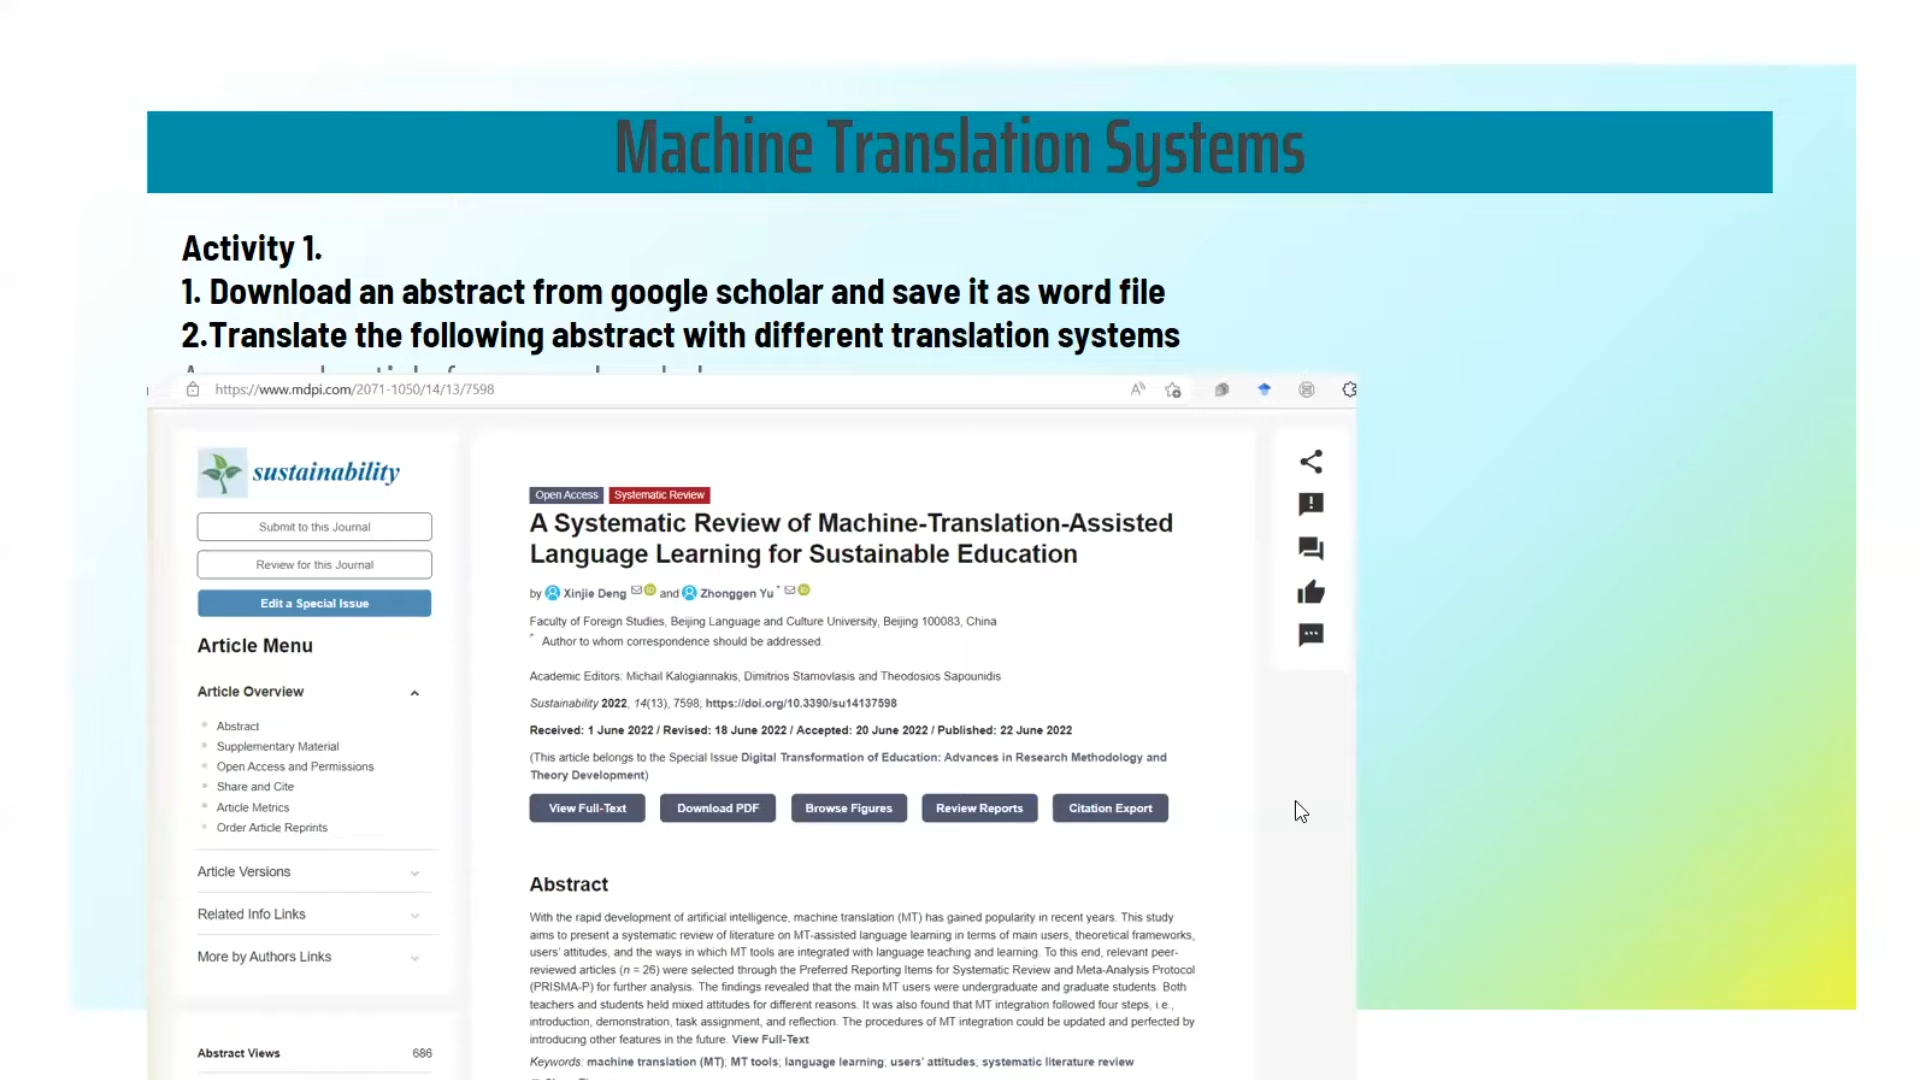 Machine Translation Systems
Activity 1.
1. Download an abstract from google scholar and save it as word file
2.Translate the following abstract with different translation systems
https://www.mdpi.com/2071-1050/14/13/7598
sustainability
Submit to this Journal
Review for this Journal
Edit a Special Issue
Article Menu
Article Overview
Abstract
Supplementary Material
Open Access and Permissions
Share and Cite
Article Metrics
Order Article Reprints
Article Versions
Related Info Links
More by Authors Links
Abstract Views 686
Open Access Systematic Review
A Systematic Review of Machine-Translation-Assisted
Language Learning for Sustainable Education
by Xinjie Deng and Zhonggen Yu *
Faculty of Foreign Studies, Beijing Language and Culture University, Beijing 100083, China
* Author to whom correspondence should be addressed.
Academic Editors: Michail Kalogiannakis, Dimitrios Stamovlasis and Theodosios Sapounidis
Sustainability 2022, 14(13), 7598; https://doi.org/10.3390/su14137598
Received: 1 June 2022 / Revised: 18 June 2022 / Accepted: 20 June 2022 / Published: 22 June 2022
(This article belongs to the Special Issue Digital Transformation of Education: Advances in Research Methodology and
Theory Development)
View Full-Text Download PDF Browse Figures Review Reports Citation Export
Abstract
With the rapid development of artificial intelligence, machine translation (MT) has gained popularity in recent years. This study
aims to present a systematic review of literature on MT-assisted language learning in terms of main users, theoretical frameworks,
users' attitudes, and the ways in which MT tools are integrated with language teaching and learning. To this end, relevant peer-
reviewed articles (n = 26) were selected through the Preferred Reporting Items for Systematic Review and Meta-Analysis Protocol
(PRISMA-P) for further analysis. The findings revealed that the main MT users were undergraduate and graduate students. Both
teachers and students held mixed attitudes for different reasons. It was also found that MT integration followed four steps, i.e.,
introduction, demonstration, task assignment, and reflection. The procedures of MT integration could be updated and perfected by
introducing other features in the future. View Full-Text
Keywords: machine translation (MT); MT tools; language learning; users' attitudes; systematic literature review